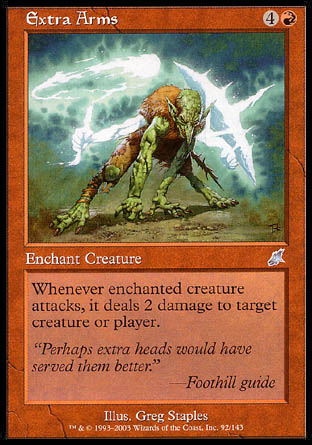 Extra Arms 4
Enchant Creature
Whenever enchanted creature
attacks, it deals 2 damage to target
creature or player.
“Perhaps extra heads would have
served them better.”
—Foothill guide
Illus. Greg Staples
™ & © 1993–2003 Wizards of the Coast, Inc. 92/143